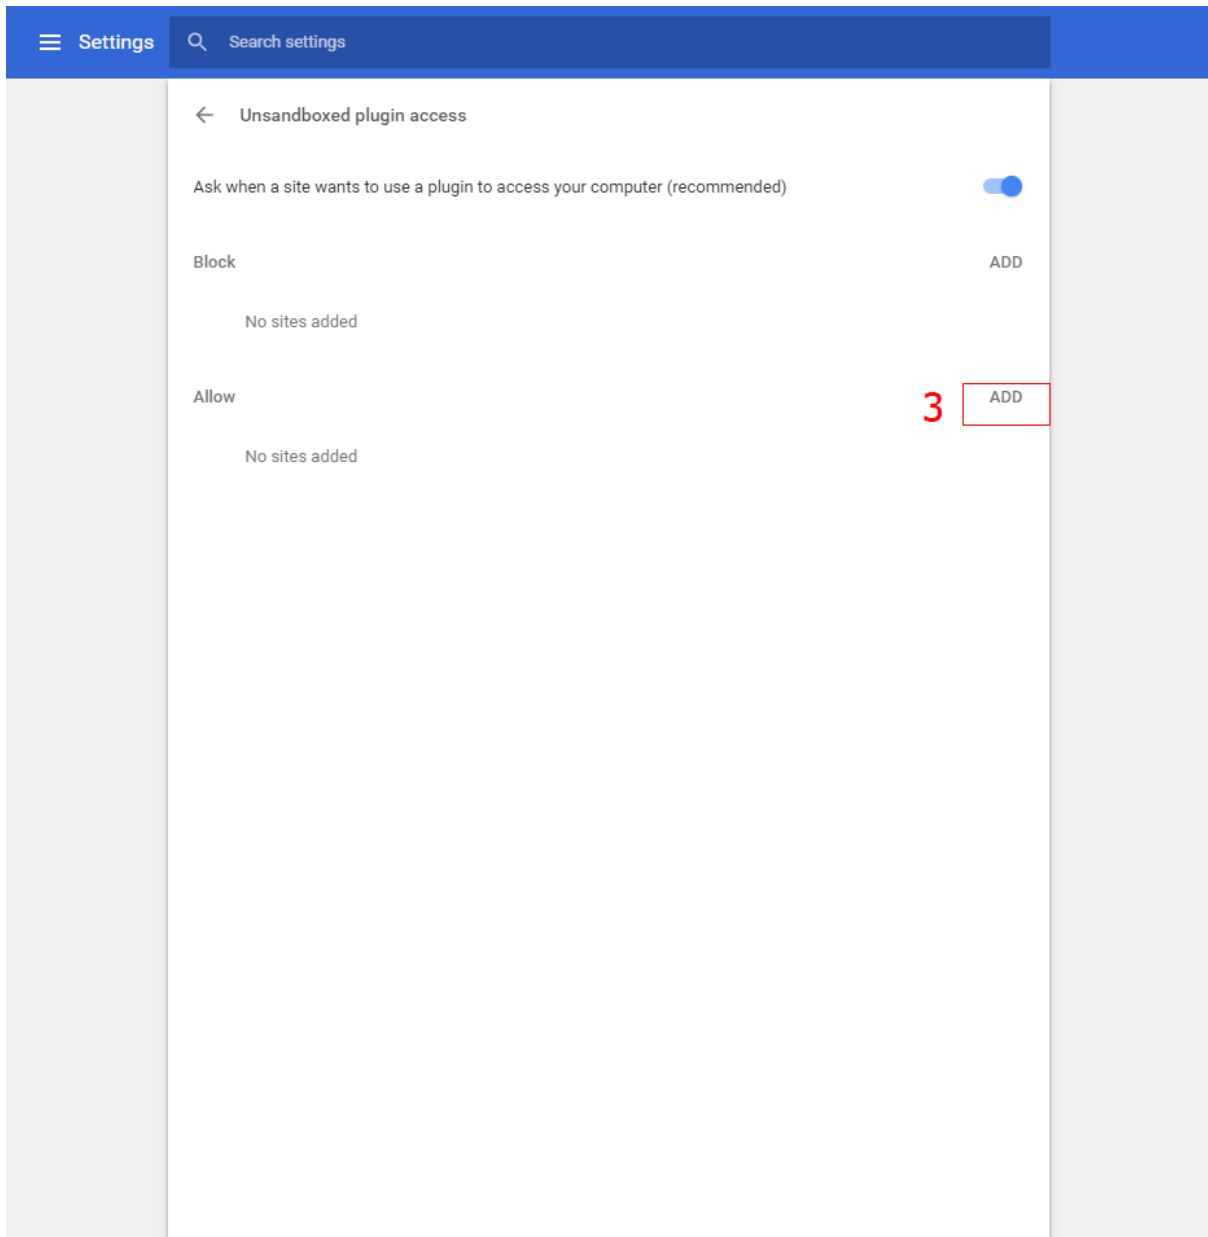 Settings
Search settings
Unsandboxed plugin access
Ask when a site wants to use a plugin to access your computer (recommended)
Block ADD
No sites added
Allow 3 ADD
No sites added